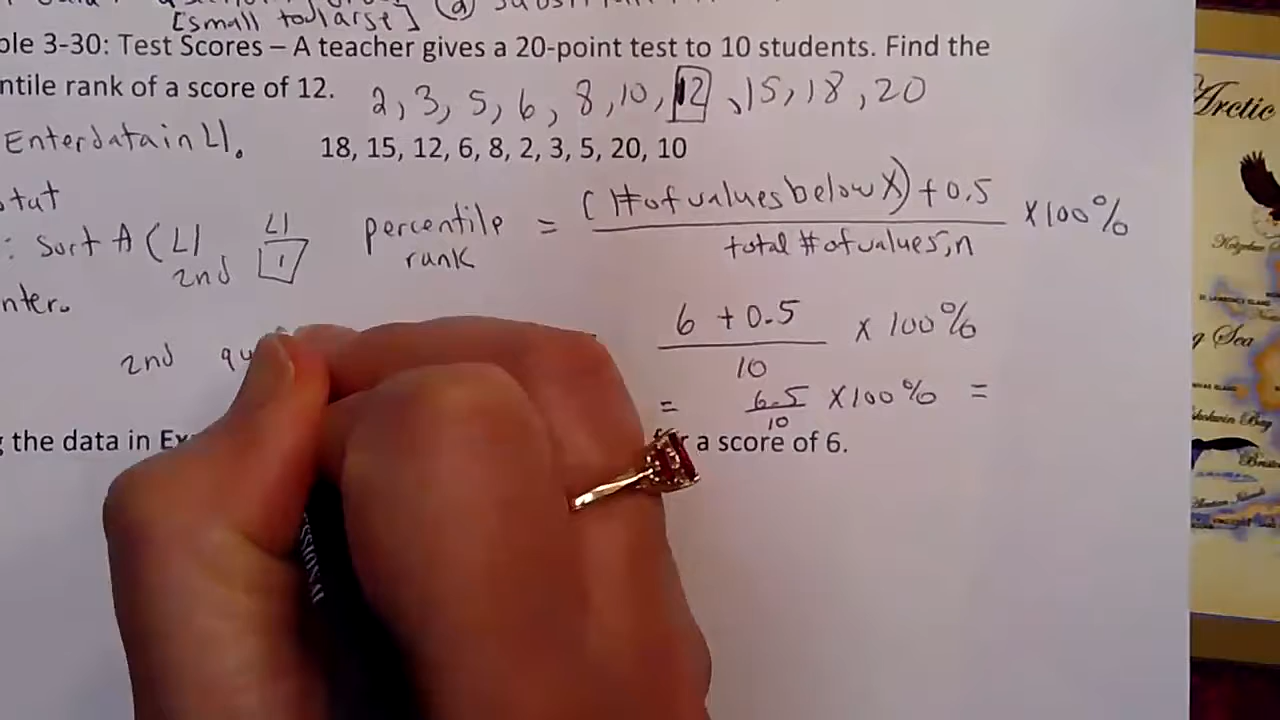 [small to large]
ple 3-30: Test Scores – A teacher gives a 20-point test to 10 students. Find the
ntile rank of a score of 12.
2, 3, 5, 6, 8, 10, 12, 15, 18, 20
Enter data in L1.
18, 15, 12, 6, 8, 2, 3, 5, 20, 10
stat
: Sort A (L1
L1
2nd 1
nter.
percentile rank = (# of values below X) + 0.5 / total # of values, n X 100%
6 + 0.5 / 10 X 100%
2nd qu
= 6.5 / 10 X 100% =
g the data in Ex r a score of 6.
SSIONAL
Arctic
g Sea